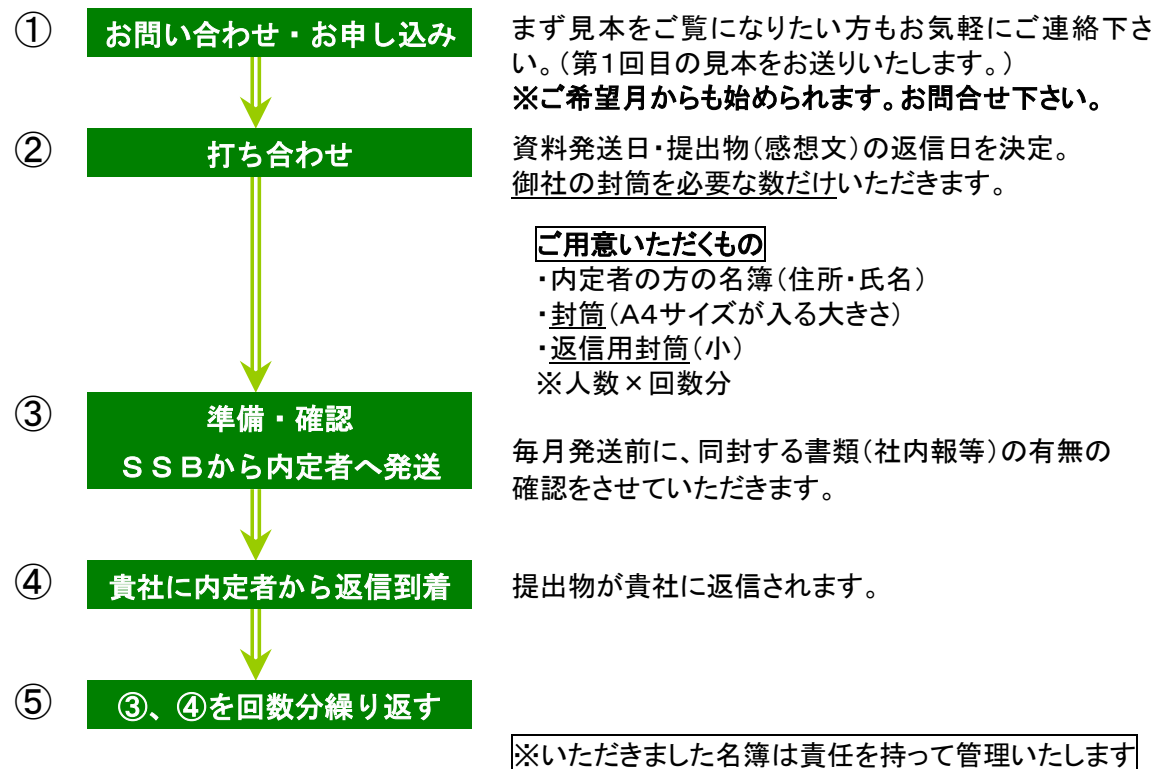 ① お問い合わせ・お申し込み
まず見本をご覧になりたい方もお気軽にご連絡下さ
い。(第1回目の見本をお送りいたします。)
※ご希望月からも始められます。お問合せ下さい。
② 打ち合わせ
資料発送日・提出物(感想文)の返信日を決定。
御社の封筒を必要な数だけいただきます。
ご用意いただくもの
・内定者の方の名簿(住所・氏名)
・封筒(A4サイズが入る大きさ)
・返信用封筒(小)
※人数×回数分
③ 準備・確認
SSBから内定者へ発送
毎月発送前に、同封する書類(社内報等)の有無の
確認をさせていただきます。
④ 貴社に内定者から返信到着
提出物が貴社に返信されます。
⑤ ③、④を回数分繰り返す
※いただきました名簿は責任を持って管理いたします